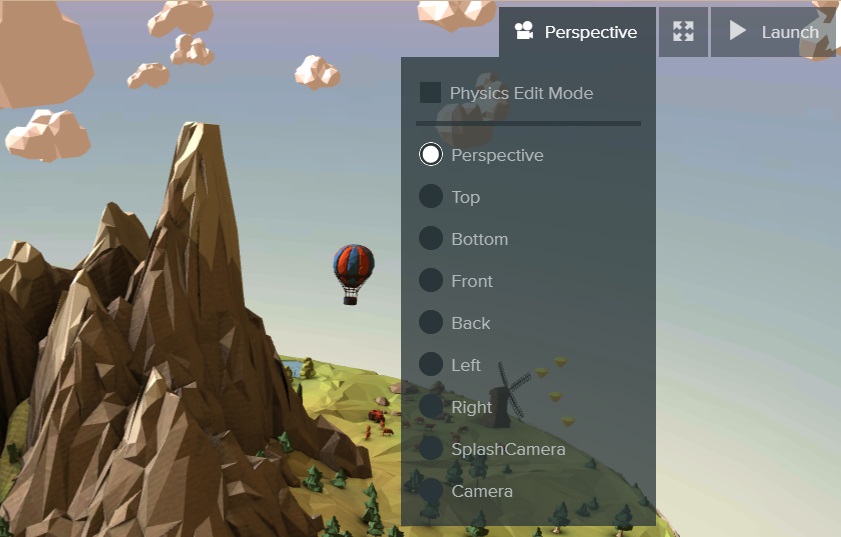 Perspective
Launch
Physics Edit Mode
Perspective
Top
Bottom
Front
Back
Left
Right
SplashCamera
Camera